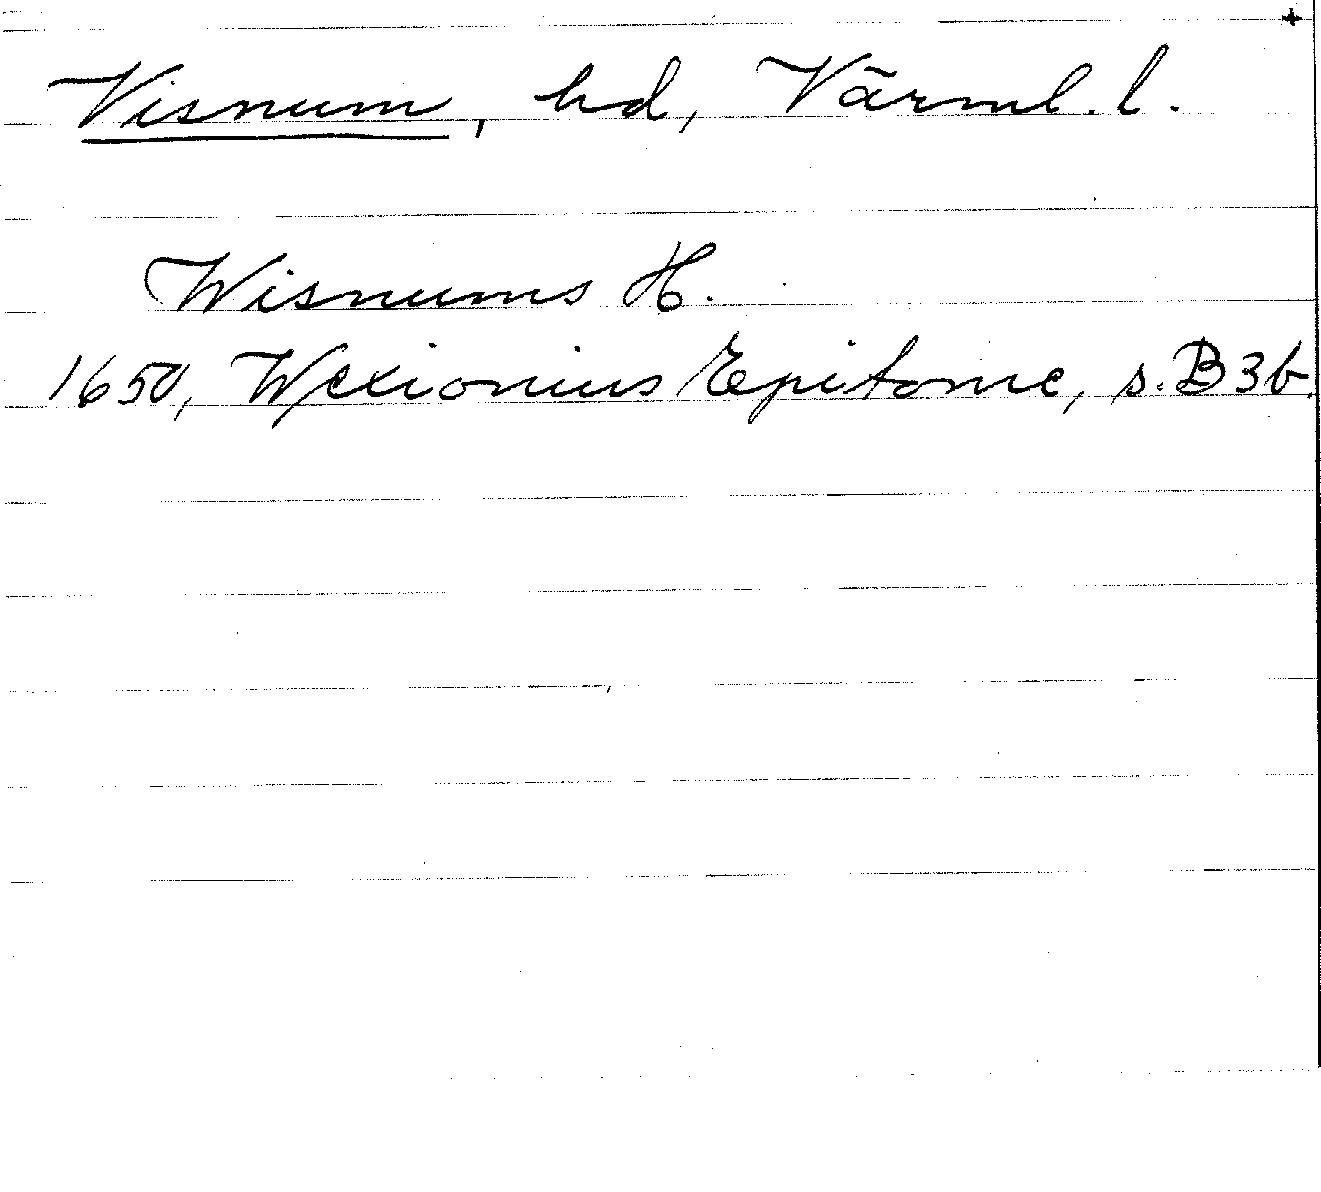 +
Visnum, hd, Värml. l.
Wisnums H.
1650, Wexionius Epitome, s. B3b.